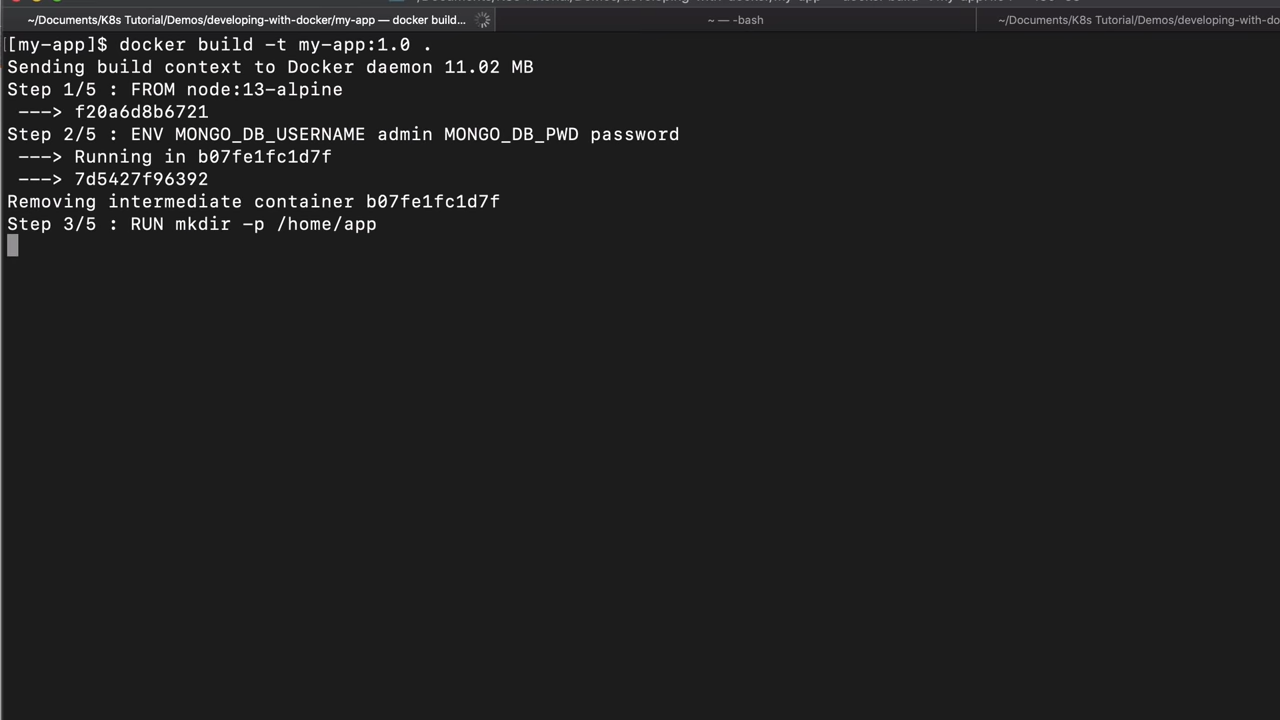 ~/Documents/K8s Tutorial/Demos/developing-with-docker/my-app — docker build...
~ — -bash
~/Documents/K8s Tutorial/Demos/developing-with-do
[[my-app]$ docker build -t my-app:1.0 .
Sending build context to Docker daemon 11.02 MB
Step 1/5 : FROM node:13-alpine
---> f20a6d8b6721
Step 2/5 : ENV MONGO_DB_USERNAME admin MONGO_DB_PWD password
---> Running in b07fe1fc1d7f
---> 7d5427f96392
Removing intermediate container b07fe1fc1d7f
Step 3/5 : RUN mkdir -p /home/app